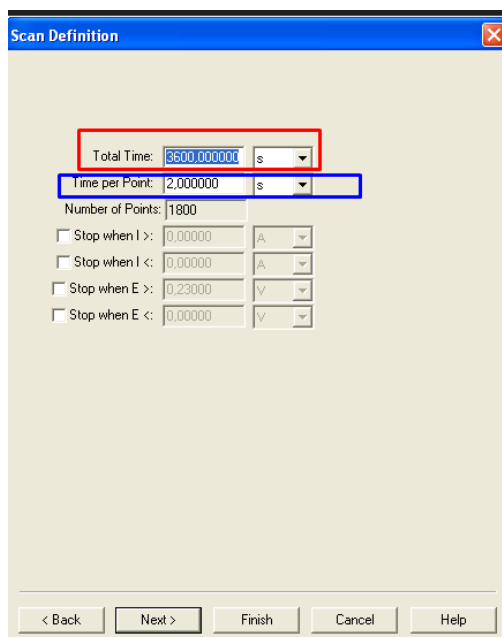 Scan Definition
Total Time: 3600,000000 s
Time per Point: 2,000000 s
Number of Points: 1800
Stop when I >: 0,00000 A
Stop when I <: 0,00000 A
Stop when E >: 0,23000 V
Stop when E <: 0,00000 V
< Back Next > Finish Cancel Help